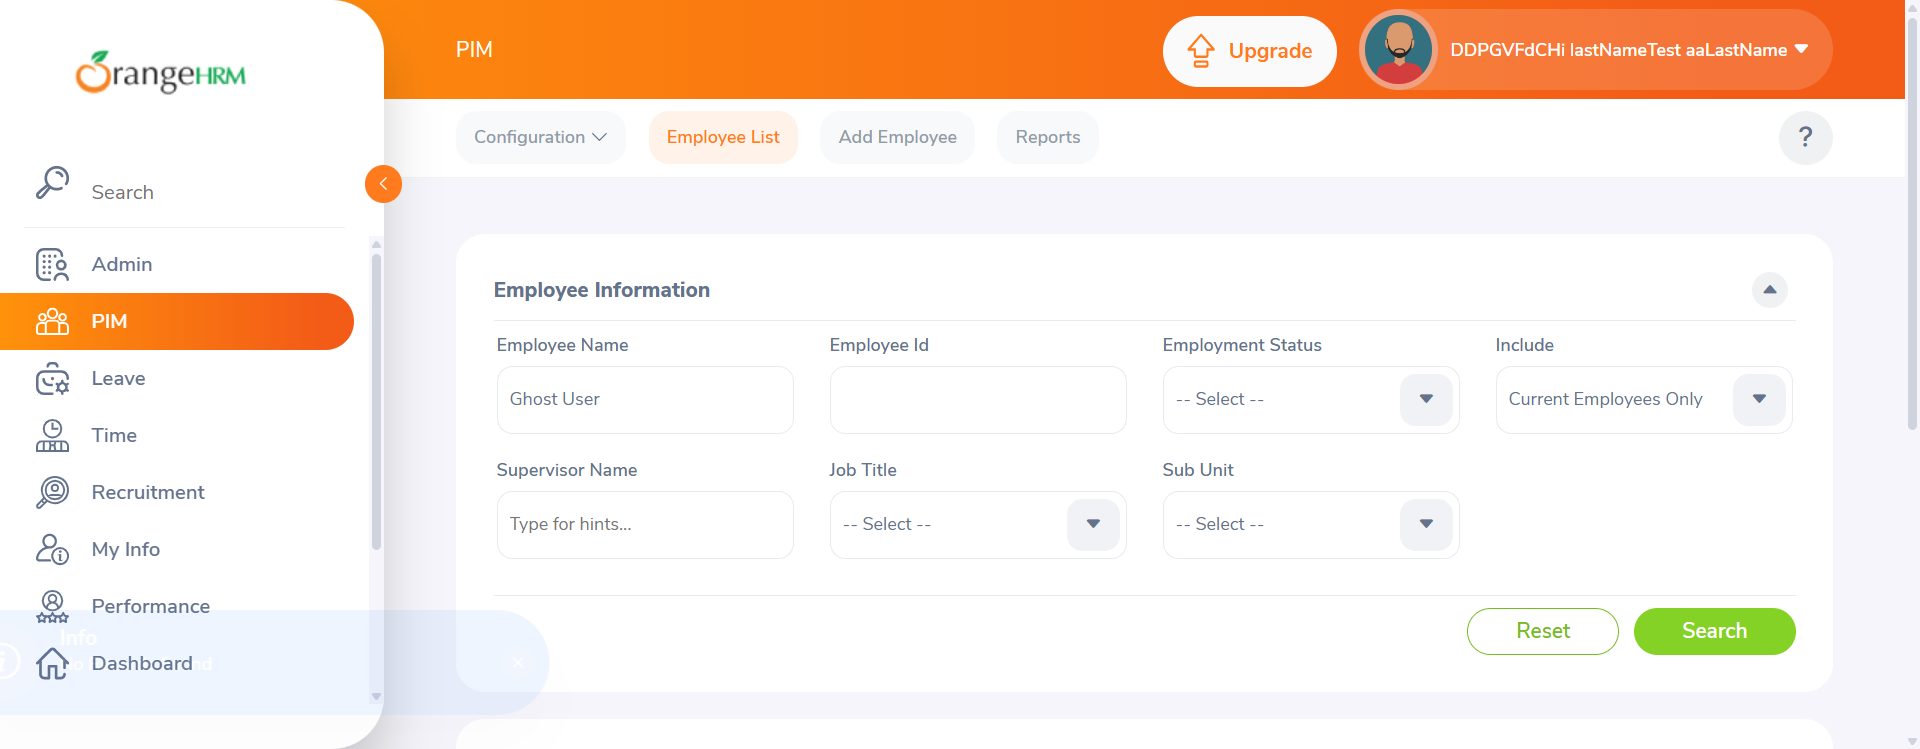 OrangeHRM
PIM
Upgrade
DDPGVFdCHi lastNameTest aaLastName
Configuration
Employee List
Add Employee
Reports
?
Search
Admin
PIM
Leave
Time
Recruitment
My Info
Performance
Dashboard
Info
Employee Information
Employee Name
Employee Id
Employment Status
Include
Ghost User
-- Select --
Current Employees Only
Supervisor Name
Job Title
Sub Unit
Type for hints...
-- Select --
-- Select --
Reset
Search